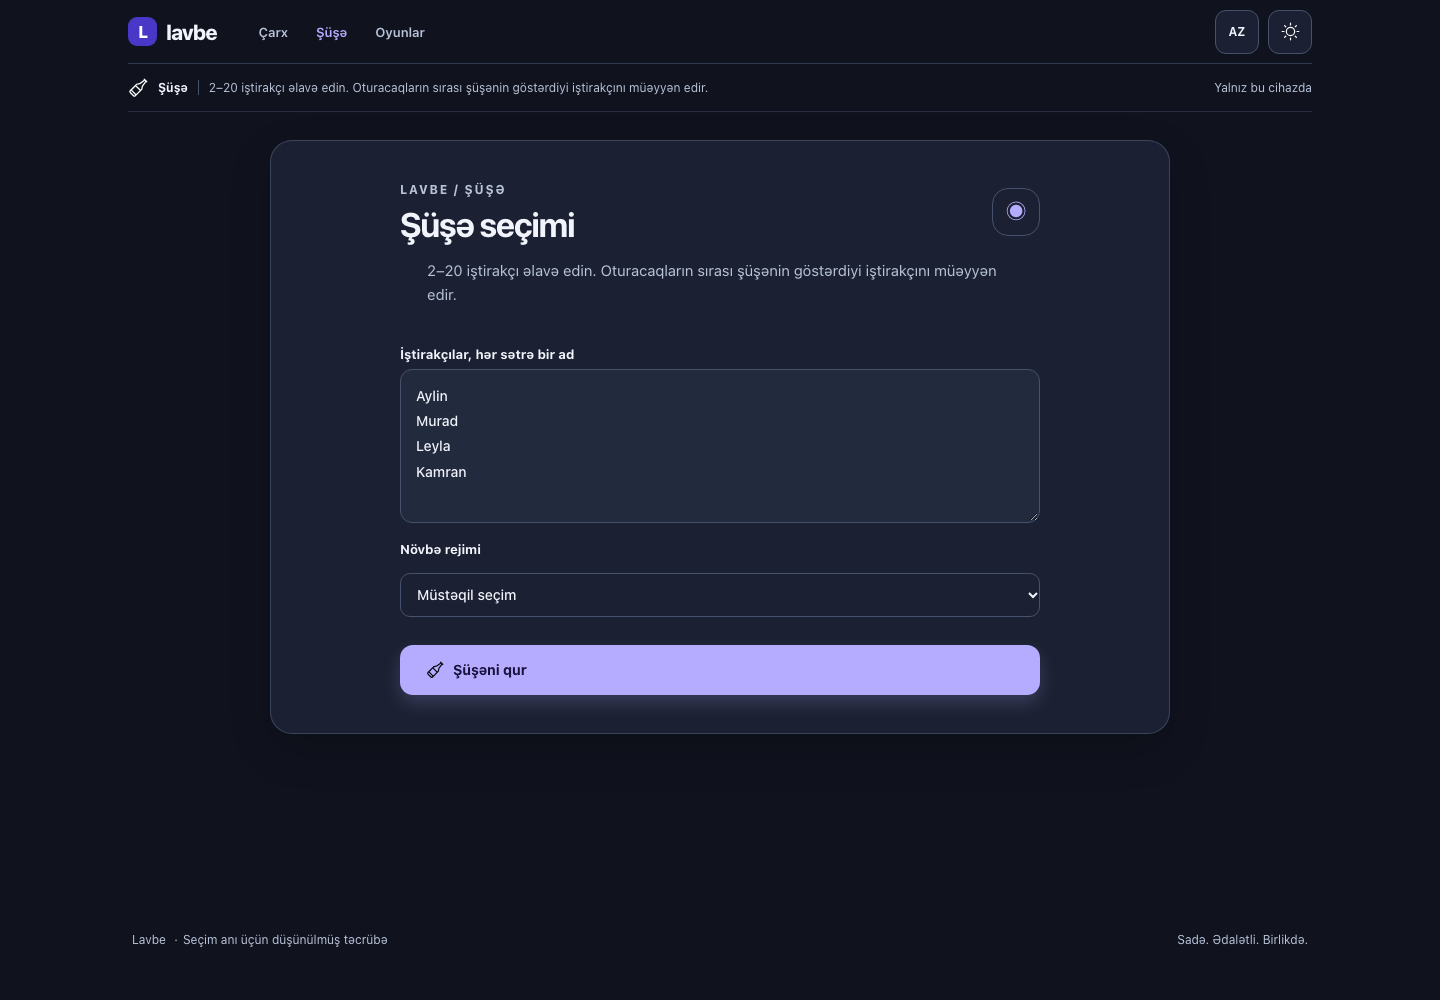 L lavbe Çarx Şüşə Oyunlar AZ
Şüşə 2–20 iştirakçı əlavə edin. Oturacaqların sırası şüşənin göstərdiyi iştirakçını müəyyən edir. Yalnız bu cihazda
LAVBE / ŞÜŞƏ
Şüşə seçimi
2–20 iştirakçı əlavə edin. Oturacaqların sırası şüşənin göstərdiyi iştirakçını müəyyən
edir.
İştirakçılar, hər sətrə bir ad
Aylin
Murad
Leyla
Kamran
Növbə rejimi
Müstəqil seçim
Şüşəni qur
Lavbe · Seçim anı üçün düşünülmüş təcrübə Sadə. Ədalətli. Birlikdə.